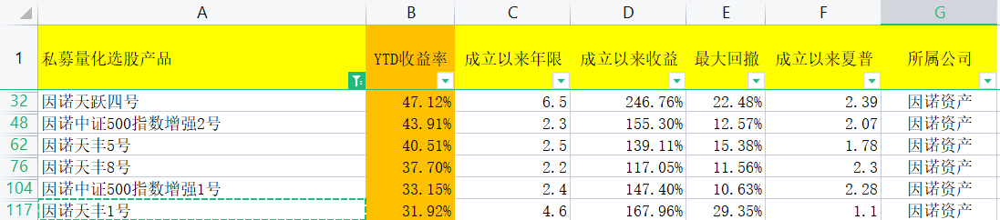 A B C D E F G
1 私募量化选股产品 YTD收益率 成立以来年限 成立以来收益 最大回撤 成立以来夏普 所属公司
32 因诺天跃四号 47.12% 6.5 246.76% 22.48% 2.39 因诺资产
48 因诺中证500指数增强2号 43.91% 2.3 155.30% 12.57% 2.07 因诺资产
62 因诺天丰5号 40.51% 2.5 139.11% 15.38% 1.78 因诺资产
76 因诺天丰8号 37.70% 2.2 117.05% 11.56% 2.3 因诺资产
104 因诺中证500指数增强1号 33.15% 2.4 147.40% 10.63% 2.28 因诺资产
117 因诺天丰1号 31.92% 4.6 167.96% 29.35% 1.1 因诺资产